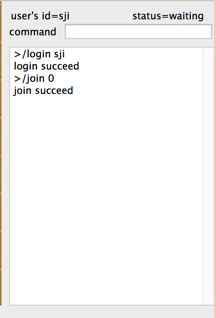 user's id=sji status=waiting
command
>/login sji
login succeed
>/join 0
join succeed